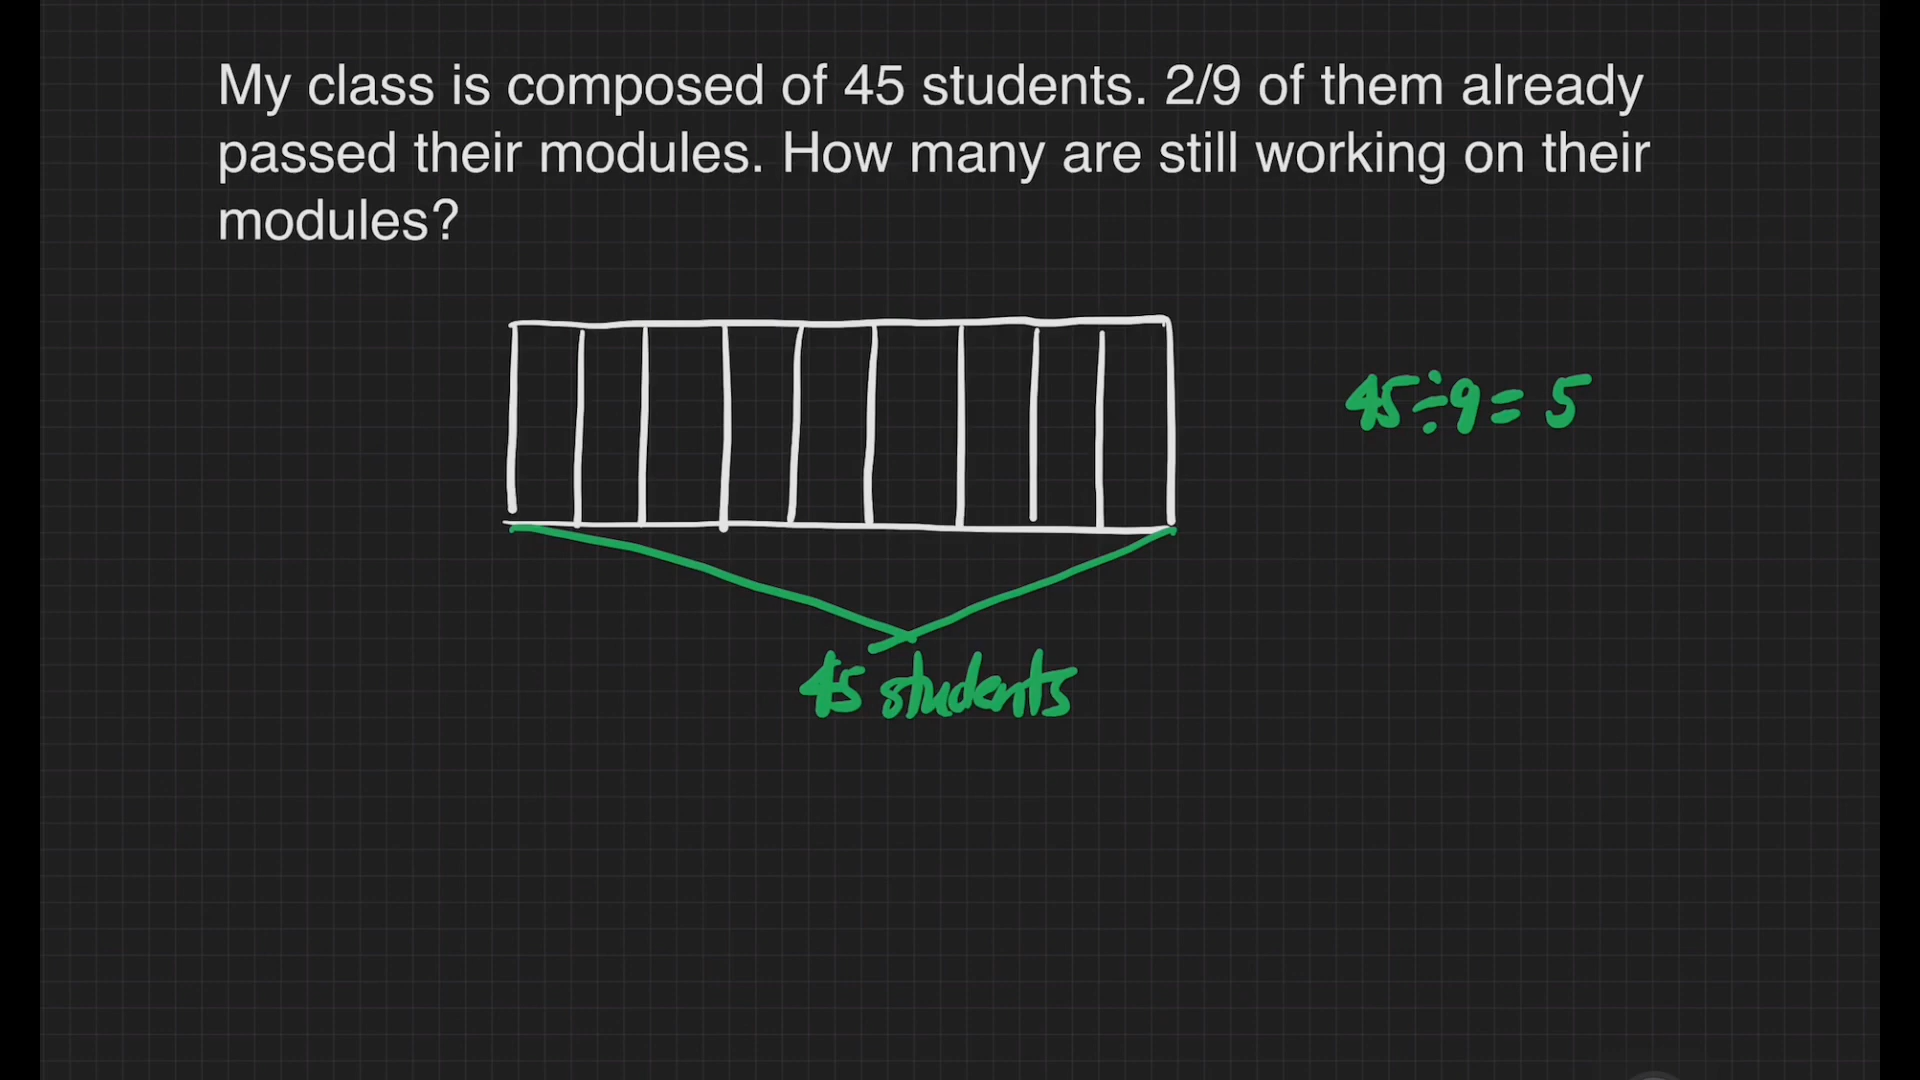 My class is composed of 45 students. 2/9 of them already
passed their modules. How many are still working on their
modules?
45÷9=5
45 students